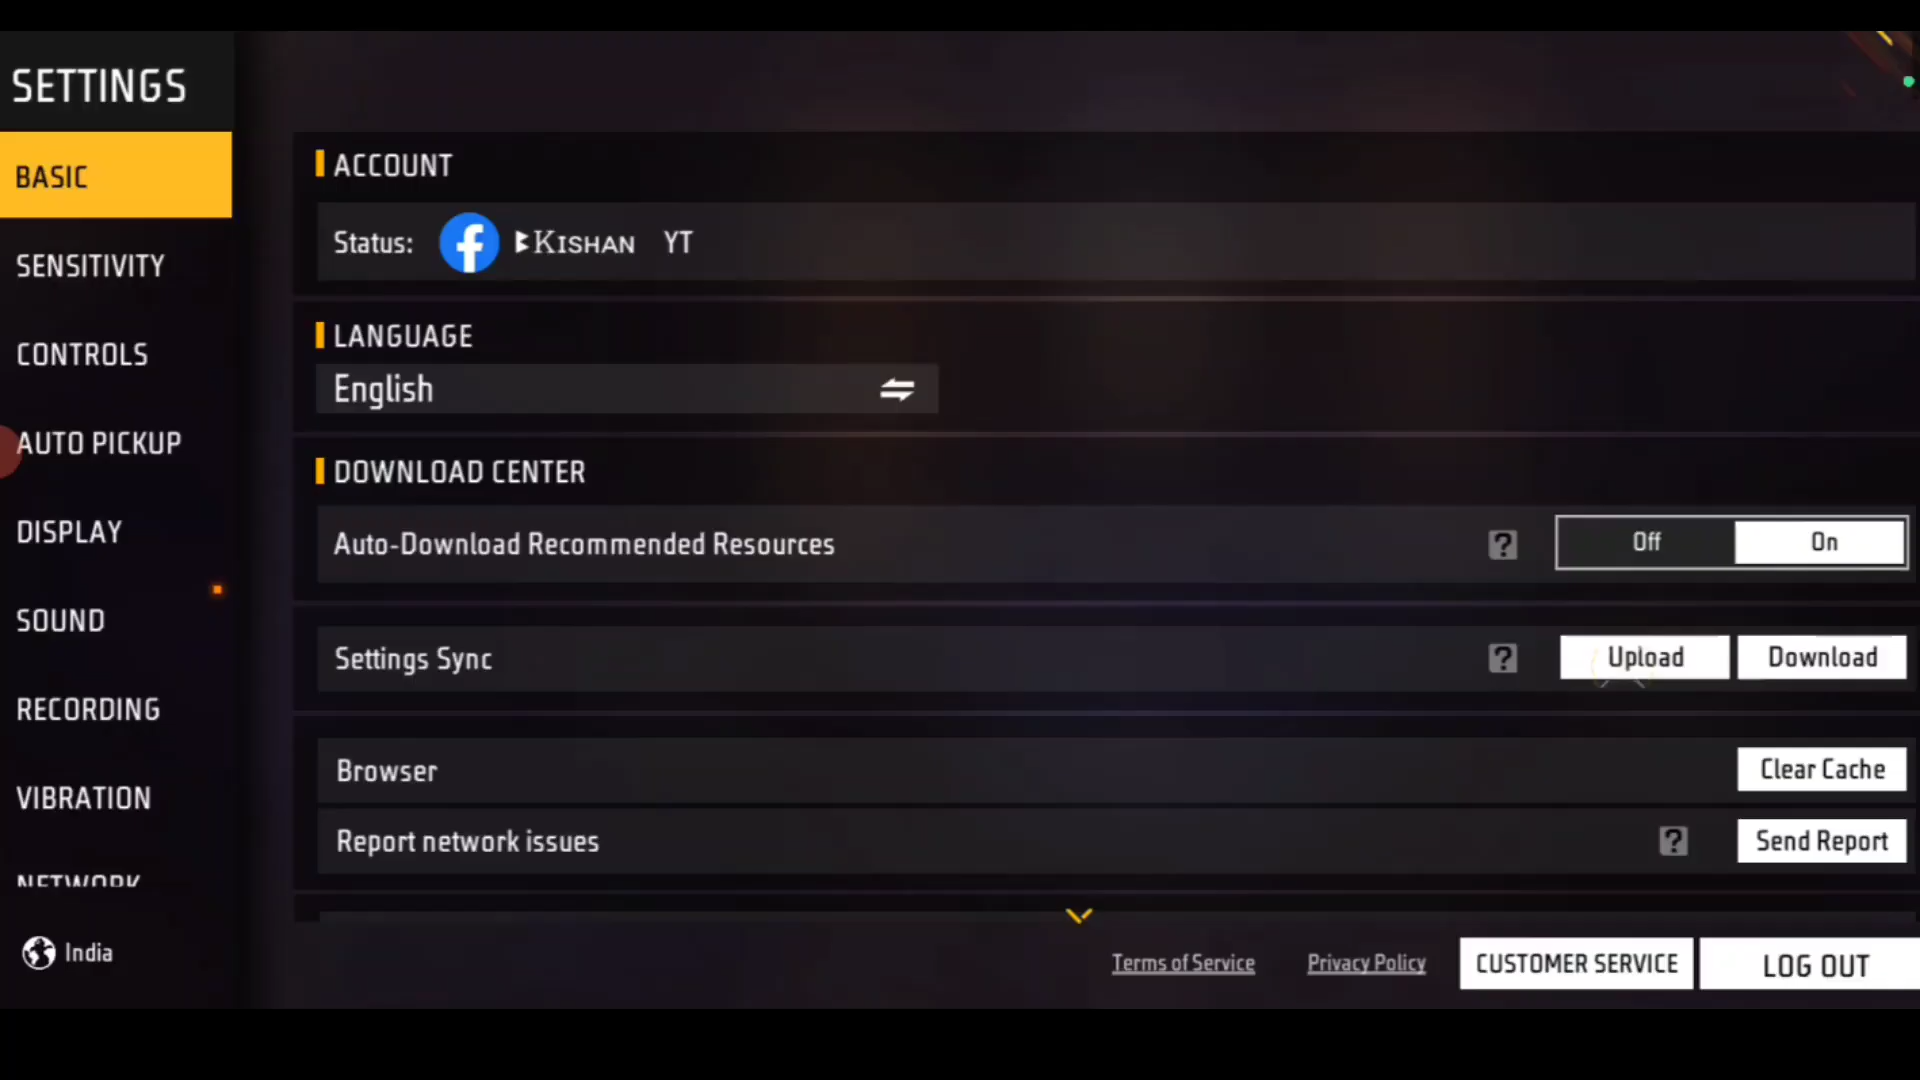 SETTINGS
BASIC
SENSITIVITY
CONTROLS
AUTO PICKUP
DISPLAY
SOUND
RECORDING
VIBRATION
NETWORK
India
ACCOUNT
Status: KISHAN YT
LANGUAGE
English
DOWNLOAD CENTER
Auto-Download Recommended Resources ? Off On
Settings Sync ? Upload Download
Browser Clear Cache
Report network issues ? Send Report
Terms of Service Privacy Policy CUSTOMER SERVICE LOG OUT